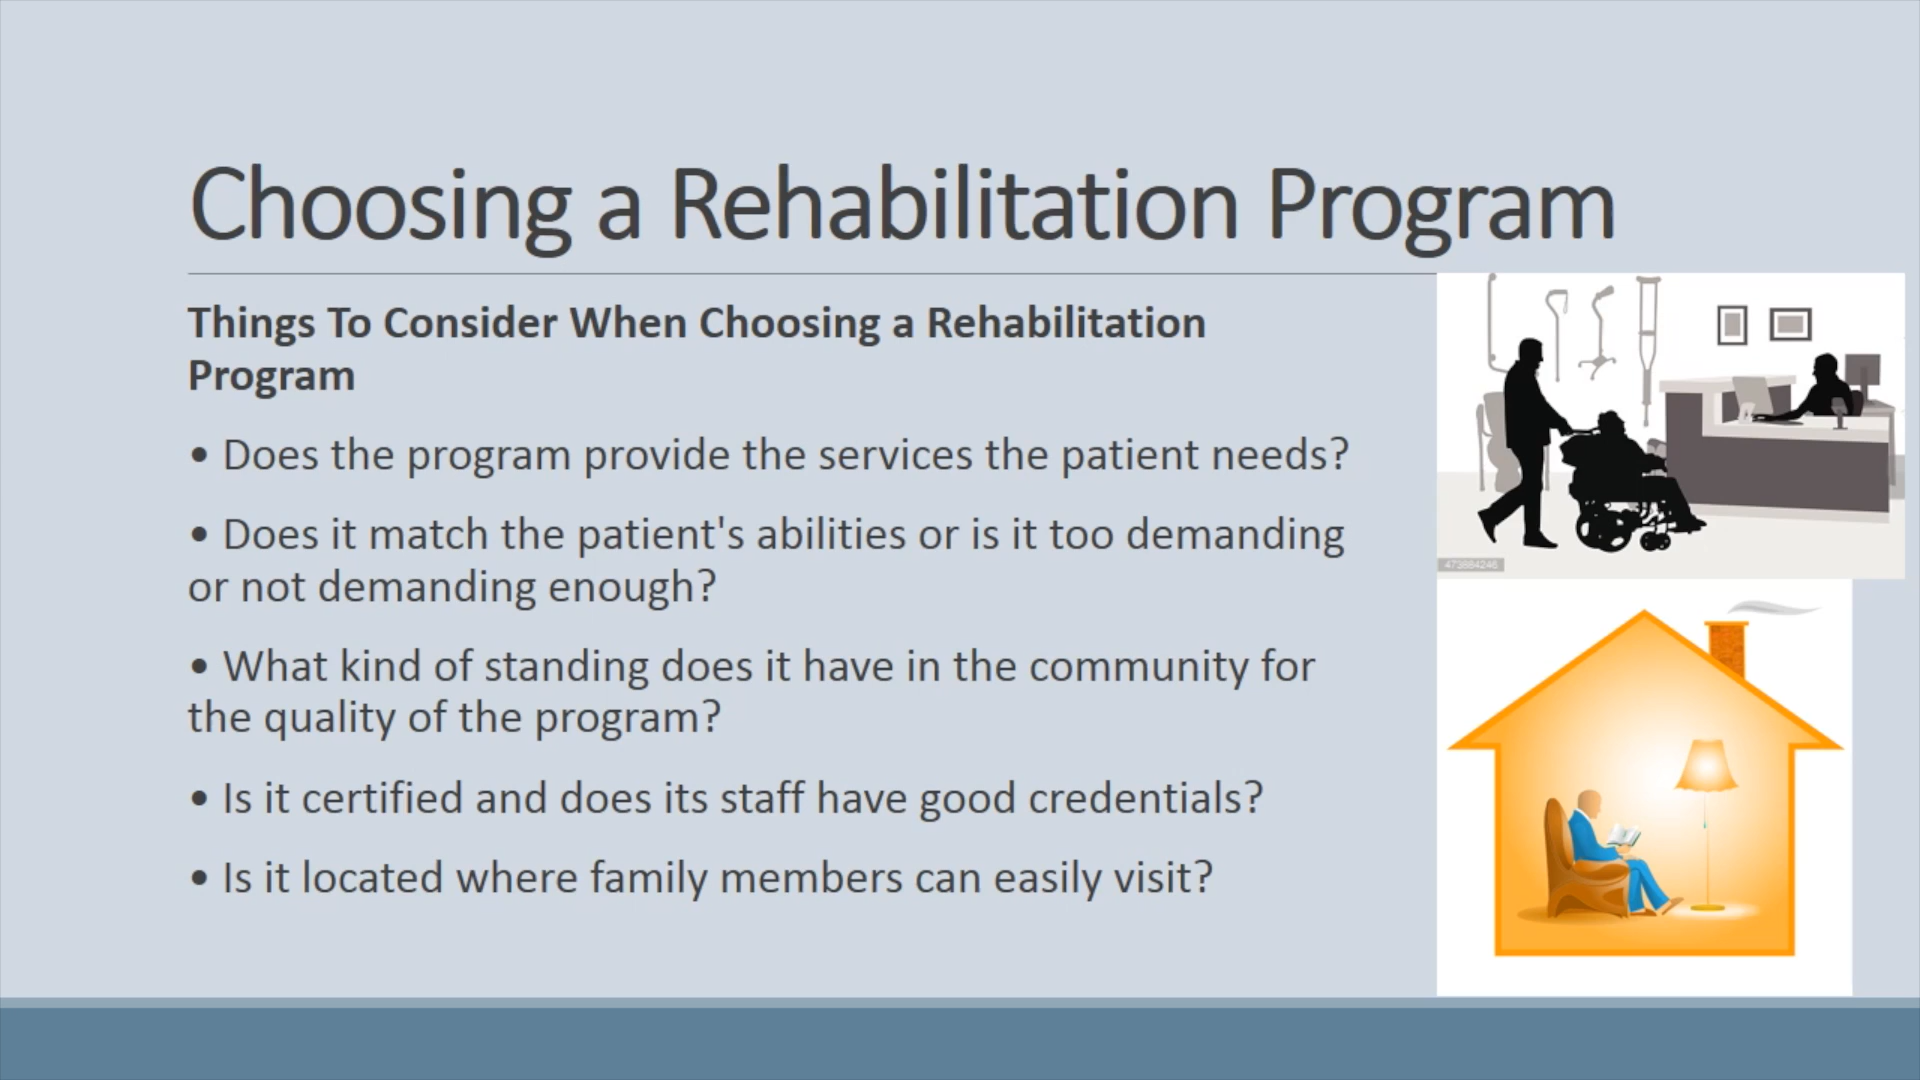 Choosing a Rehabilitation Program
Things To Consider When Choosing a Rehabilitation
Program
• Does the program provide the services the patient needs?
• Does it match the patient's abilities or is it too demanding
or not demanding enough?
• What kind of standing does it have in the community for
the quality of the program?
• Is it certified and does its staff have good credentials?
• Is it located where family members can easily visit?
473884246